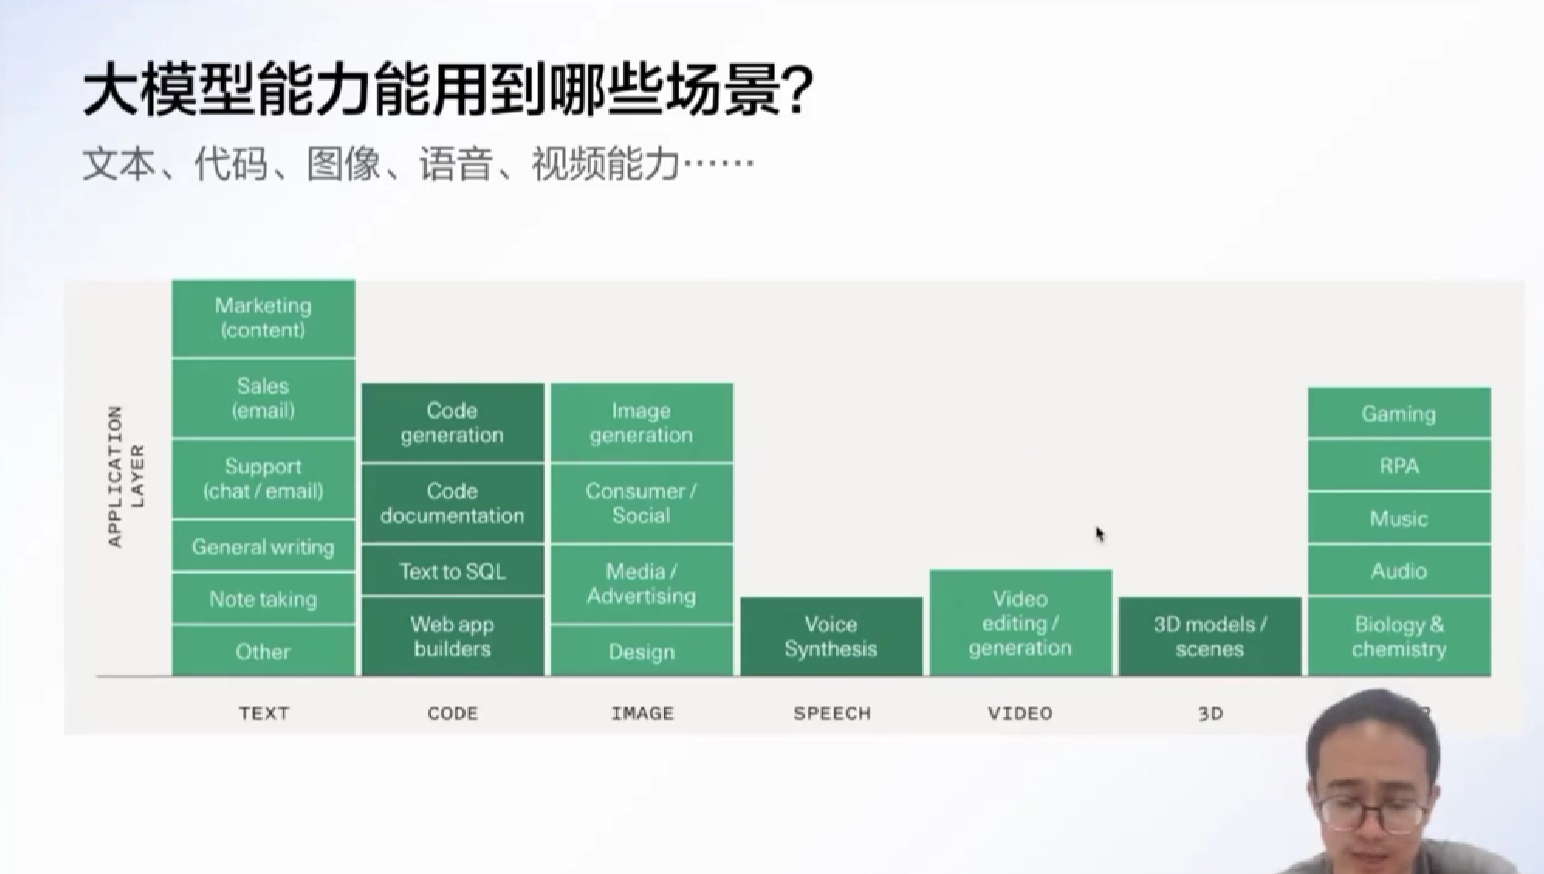 大模型能力能用到哪些场景?
文本、代码、图像、语音、视频能力……
APPLICATION
LAYER
Marketing
(content)
Sales
(email)
Support
(chat / email)
General writing
Note taking
Other
TEXT
Code
generation
Code
documentation
Text to SQL
Web app
builders
CODE
Image
generation
Consumer /
Social
Media /
Advertising
Design
IMAGE
Voice
Synthesis
SPEECH
Video
editing /
generation
VIDEO
3D models /
scenes
3D
Gaming
RPA
Music
Audio
Biology &
chemistry